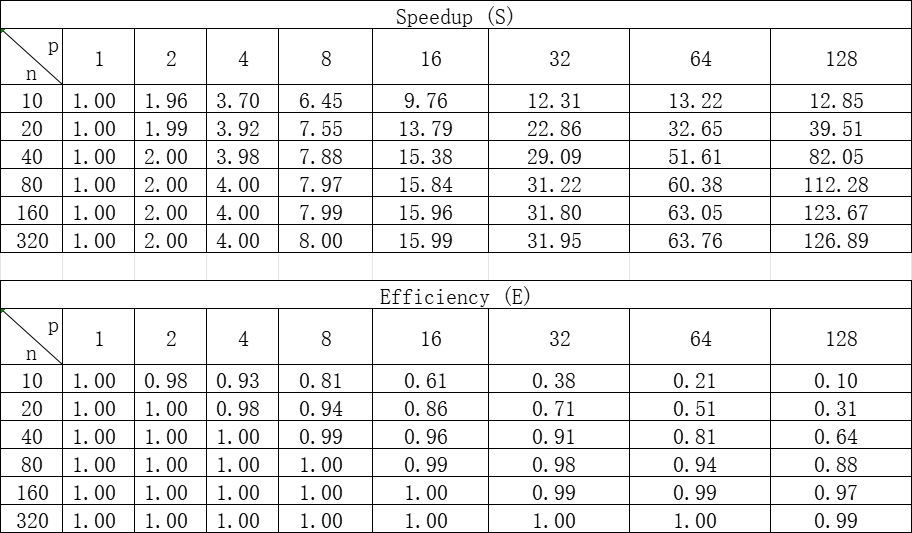 Speedup (S)
p
n 1 2 4 8 16 32 64 128
10 1.00 1.96 3.70 6.45 9.76 12.31 13.22 12.85
20 1.00 1.99 3.92 7.55 13.79 22.86 32.65 39.51
40 1.00 2.00 3.98 7.88 15.38 29.09 51.61 82.05
80 1.00 2.00 4.00 7.97 15.84 31.22 60.38 112.28
160 1.00 2.00 4.00 7.99 15.96 31.80 63.05 123.67
320 1.00 2.00 4.00 8.00 15.99 31.95 63.76 126.89
Efficiency (E)
p
n 1 2 4 8 16 32 64 128
10 1.00 0.98 0.93 0.81 0.61 0.38 0.21 0.10
20 1.00 1.00 0.98 0.94 0.86 0.71 0.51 0.31
40 1.00 1.00 1.00 0.99 0.96 0.91 0.81 0.64
80 1.00 1.00 1.00 1.00 0.99 0.98 0.94 0.88
160 1.00 1.00 1.00 1.00 1.00 0.99 0.99 0.97
320 1.00 1.00 1.00 1.00 1.00 1.00 1.00 0.99